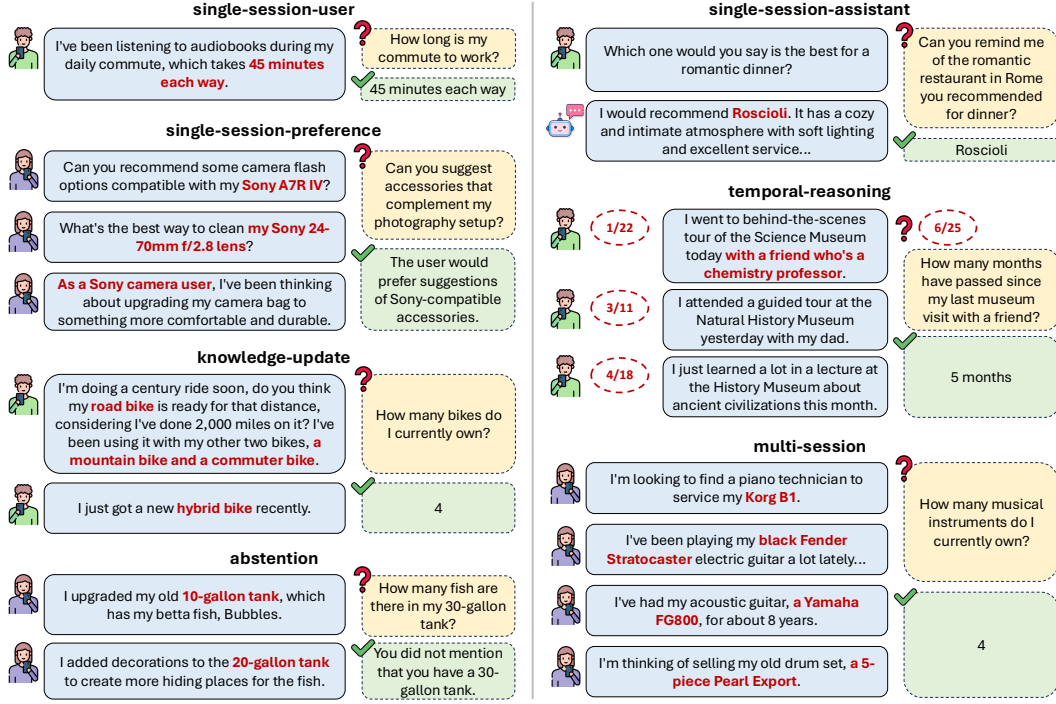 single-session-user
I've been listening to audiobooks during my
daily commute, which takes 45 minutes
each way.
How long is my
commute to work?
45 minutes each way
single-session-preference
Can you recommend some camera flash
options compatible with my Sony A7R IV?
What's the best way to clean my Sony 24-
70mm f/2.8 lens?
As a Sony camera user, I've been thinking
about upgrading my camera bag to
something more comfortable and durable.
Can you suggest
accessories that
complement my
photography setup?
The user would
prefer suggestions
of Sony-compatible
accessories.
knowledge-update
I'm doing a century ride soon, do you think
my road bike is ready for that distance,
considering I've done 2,000 miles on it? I've
been using it with my other two bikes, a
mountain bike and a commuter bike.
I just got a new hybrid bike recently.
How many bikes do
I currently own?
4
abstention
I upgraded my old 10-gallon tank, which
has my betta fish, Bubbles.
I added decorations to the 20-gallon tank
to create more hiding places for the fish.
How many fish are
there in my 30-gallon
tank?
You did not mention
that you have a 30-
gallon tank.
single-session-assistant
Which one would you say is the best for a
romantic dinner?
I would recommend Roscioli. It has a cozy
and intimate atmosphere with soft lighting
and excellent service...
Can you remind me
of the romantic
restaurant in Rome
you recommended
for dinner?
Roscioli
temporal-reasoning
1/22
I went to behind-the-scenes
tour of the Science Museum
today with a friend who's a
chemistry professor.
3/11
I attended a guided tour at the
Natural History Museum
yesterday with my dad.
4/18
I just learned a lot in a lecture at
the History Museum about
ancient civilizations this month.
6/25
How many months
have passed since
my last museum
visit with a friend?
5 months
multi-session
I'm looking to find a piano technician to
service my Korg B1.
I've been playing my black Fender
Stratocaster electric guitar a lot lately...
I've had my acoustic guitar, a Yamaha
FG800, for about 8 years.
I'm thinking of selling my old drum set, a 5-
piece Pearl Export.
How many musical
instruments do I
currently own?
4